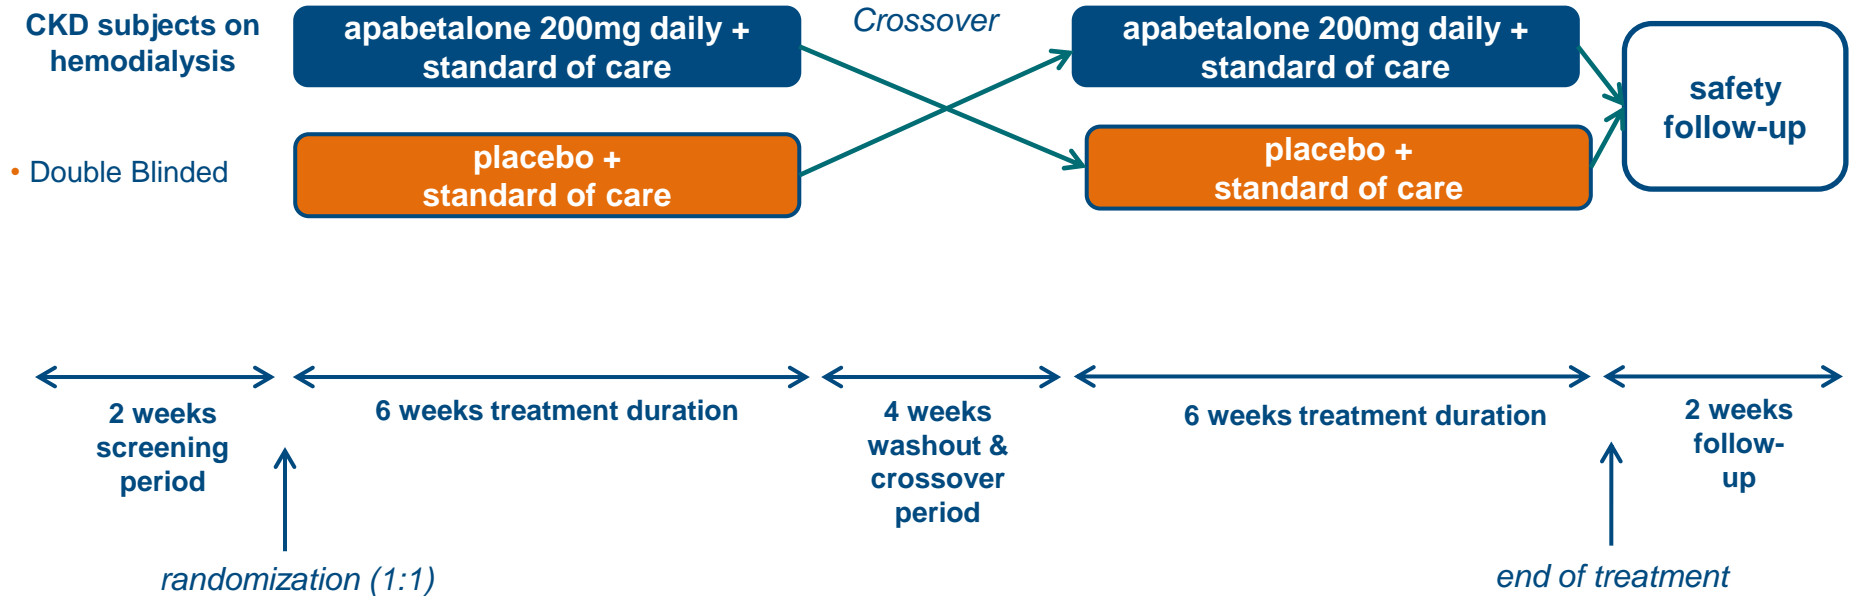 CKD subjects on
hemodialysis
• Double Blinded
apabetalone 200mg daily +
standard of care
placebo +
standard of care
Crossover
apabetalone 200mg daily +
standard of care
placebo +
standard of care
safety
follow-up
2 weeks
screening
period
6 weeks treatment duration
4 weeks
washout &
crossover
period
6 weeks treatment duration
2 weeks
follow-
up
randomization (1:1)
end of treatment